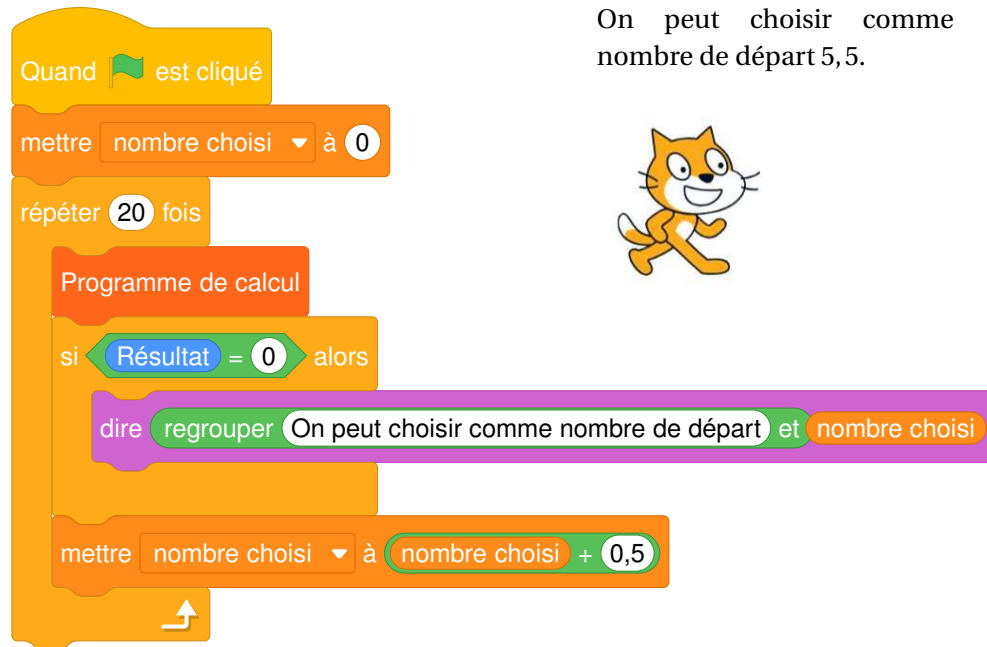 On peut choisir comme
nombre de départ 5,5.
Quand est cliqué
mettre nombre choisi à 0
répéter 20 fois
Programme de calcul
si Résultat = 0 alors
dire regrouper On peut choisir comme nombre de départ et nombre choisi
mettre nombre choisi à nombre choisi + 0,5